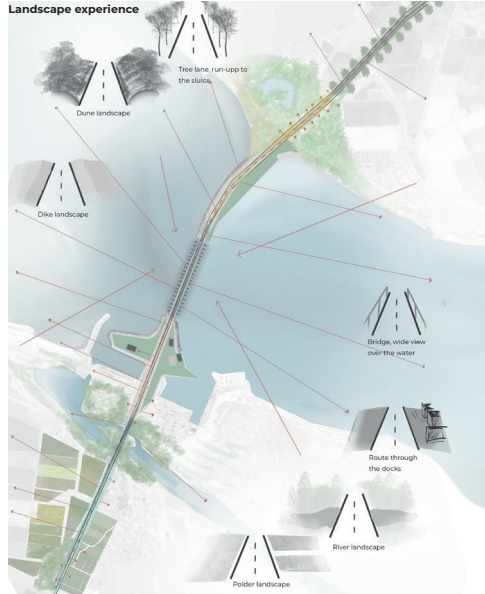 Landscape experience
Tree lane, run-upp to
the sluice
Dune landscape
Dike landscape
Bridge, wide view
over the water
Route through
the docks
River landscape
Polder landscape